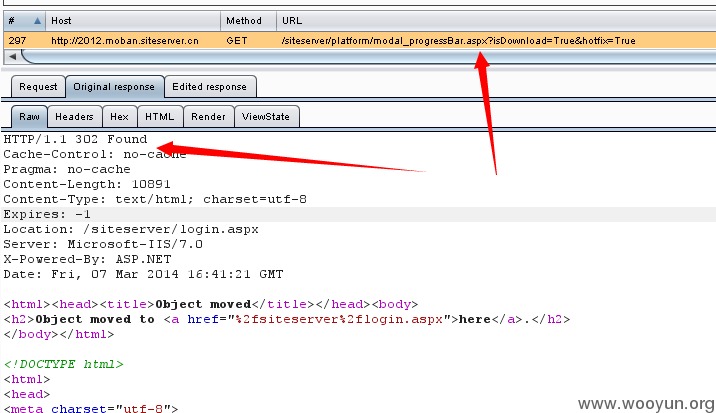 # Host Method URL
297 http://2012.moban.siteserver.cn GET /siteserver/platform/modal_progressBar.aspx?isDownload=True&hotfix=True
Request Original response Edited response
Raw Headers Hex HTML Render ViewState
HTTP/1.1 302 Found
Cache-Control: no-cache
Pragma: no-cache
Content-Length: 10891
Content-Type: text/html; charset=utf-8
Expires: -1
Location: /siteserver/login.aspx
Server: Microsoft-IIS/7.0
X-Powered-By: ASP.NET
Date: Fri, 07 Mar 2014 16:41:21 GMT
<html><head><title>Object moved</title></head><body>
<h2>Object moved to <a href="%2fsiteserver%2flogin.aspx">here</a>.</h2>
</body></html>
<!DOCTYPE html>
<html>
<head>
<meta charset="utf-8">
www.wooyun.org